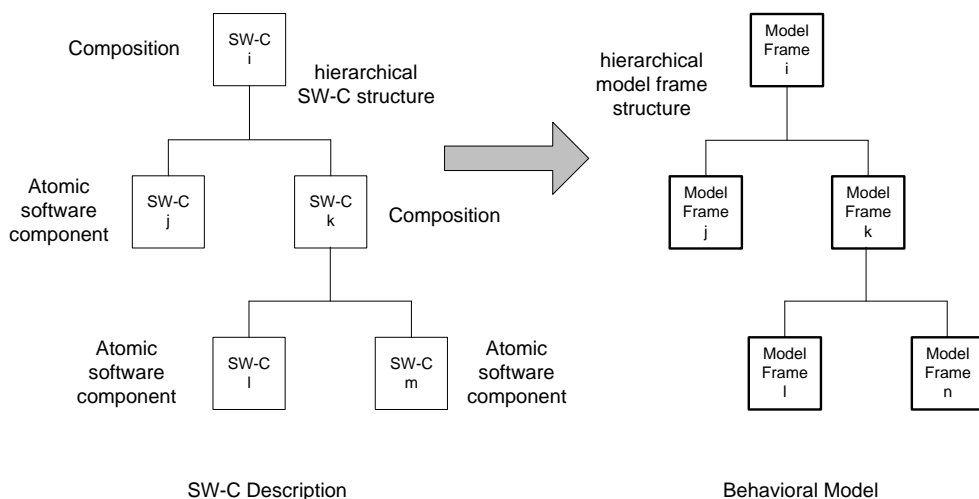 Composition
SW-C
i
hierarchical
SW-C structure
Atomic
software
component
SW-C
j
SW-C
k
Composition
Atomic
software
component
SW-C
l
SW-C
m
Atomic
software
component
SW-C Description
hierarchical
model frame
structure
Model
Frame
i
Model
Frame
j
Model
Frame
k
Model
Frame
l
Model
Frame
n
Behavioral Model